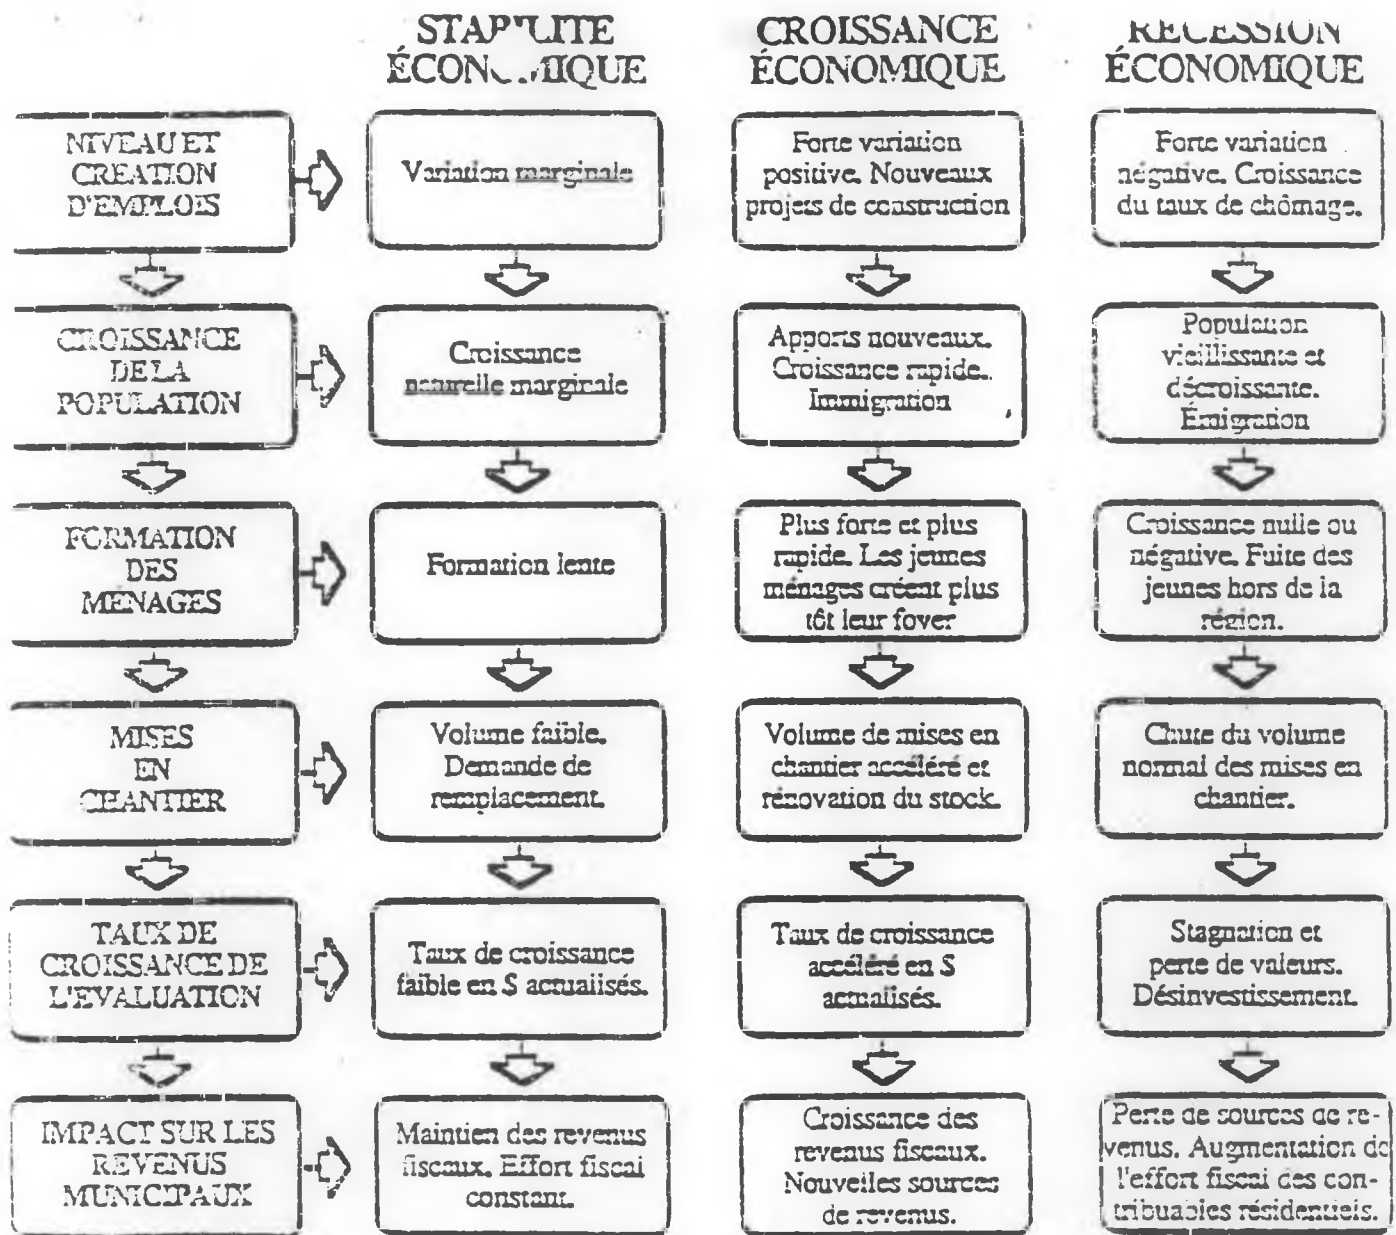 STABILITE
ÉCONOMIQUE
CROISSANCE
ÉCONOMIQUE
RECESSION
ÉCONOMIQUE
NIVEAU ET
CREATION
D'EMPLOIS
Variation marginale
Forte variation
positive. Nouveaux
projets de construction
Forte variation
négative. Croissance
du taux de chômage.
CROISSANCE
DE LA
POPULATION
Croissance
naturelle marginale
Apports nouveaux.
Croissance rapide.
Immigration
Population
vieillissante et
décroissante.
Émigration
FORMATION
DES
MENAGES
Formation lente
Plus forte et plus
rapide. Les jeunes
ménages créent plus
tôt leur foyer
Croissance nulle ou
négative. Fuite des
jeunes hors de la
région.
MISES
EN
CHANTIER
Volume faible.
Demande de
remplacement.
Volume de mises en
chantier accéléré et
rénovation du stock.
Chute du volume
normal des mises en
chantier.
TAUX DE
CROISSANCE DE
L'EVALUATION
Taux de croissance
faible en $ actualisés.
Taux de croissance
accéléré en $
actualisés.
Stagnation et
perte de valeurs.
Désinvestissement.
IMPACT SUR LES
REVENUS
MUNICIPAUX
Maintien des revenus
fiscaux. Effort fiscal
constant.
Croissance des
revenus fiscaux.
Nouvelles sources
de revenus.
Perte de sources de re-
venus. Augmentation de
l'effort fiscal des con-
tribuables résidentiels.